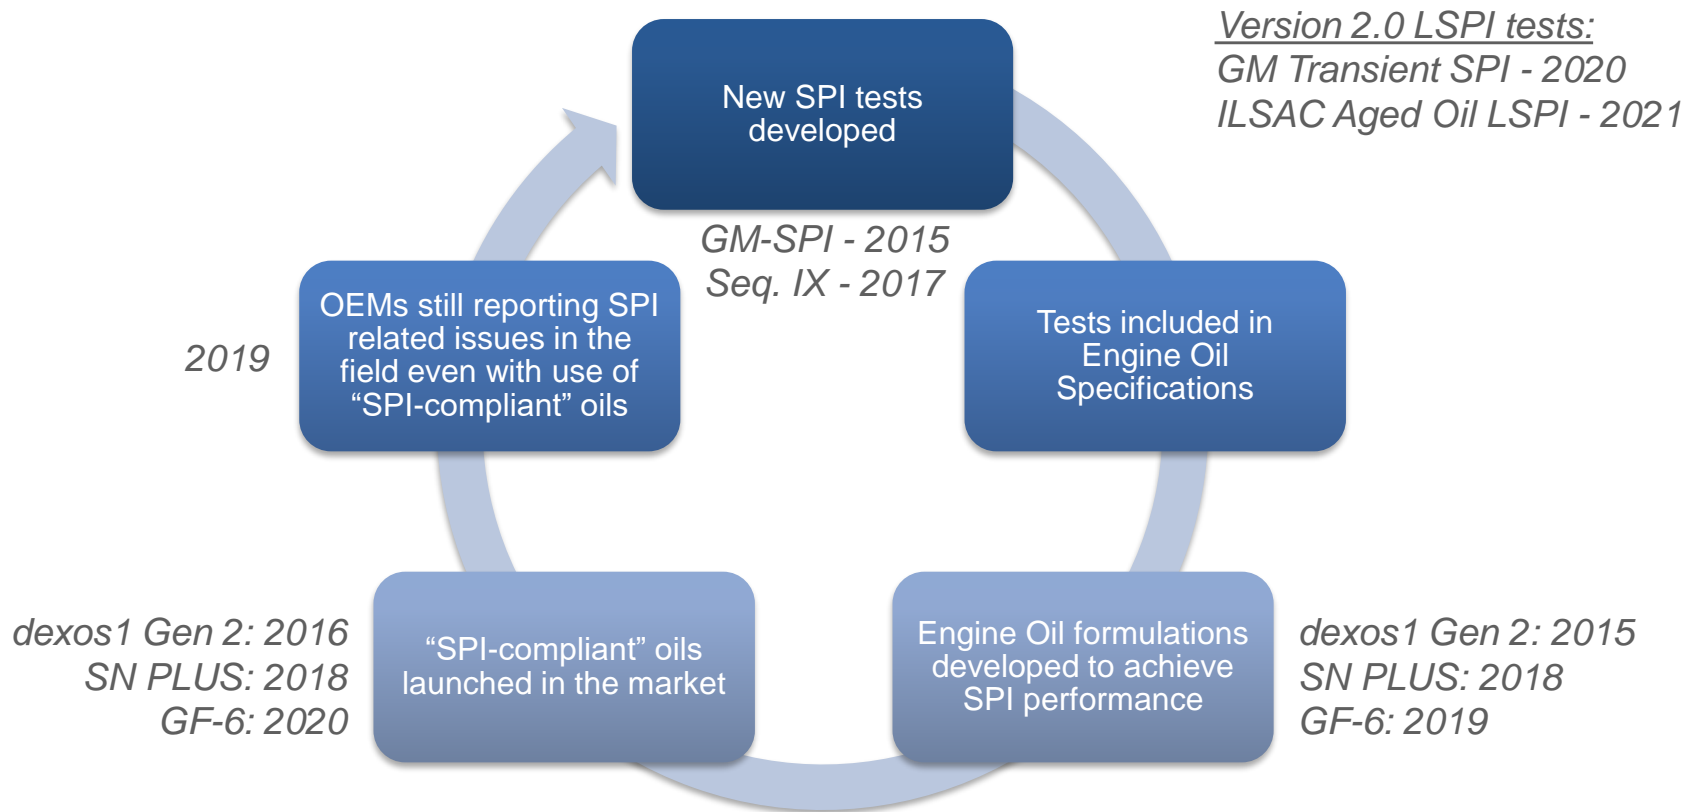 Version 2.0 LSPI tests:
GM Transient SPI - 2020
ILSAC Aged Oil LSPI - 2021
New SPI tests
developed
GM-SPI - 2015
Seq. IX - 2017
Tests included in
Engine Oil
Specifications
Engine Oil formulations
developed to achieve
SPI performance
dexos1 Gen 2: 2015
SN PLUS: 2018
GF-6: 2019
“SPI-compliant” oils
launched in the market
dexos1 Gen 2: 2016
SN PLUS: 2018
GF-6: 2020
OEMs still reporting SPI
related issues in the
field even with use of
“SPI-compliant” oils
2019